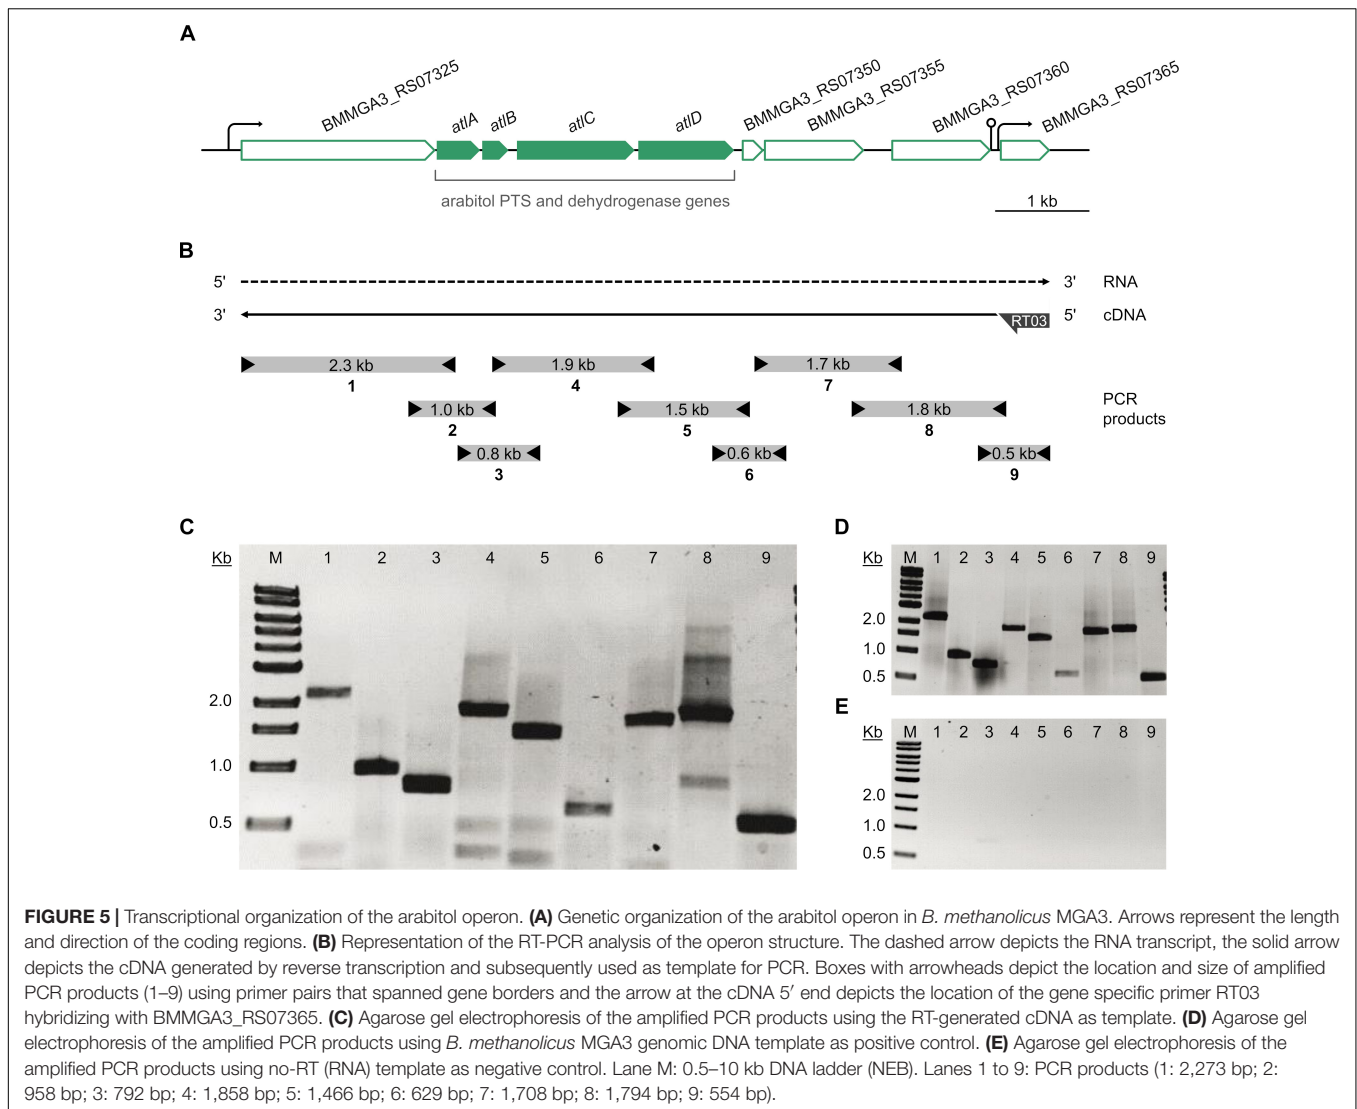 A
BMMGA3_RS07325
atlA
atlB
atlC
atlD
BMMGA3_RS07350
BMMGA3_RS07355
BMMGA3_RS07360
BMMGA3_RS07365
arabitol PTS and dehydrogenase genes
1 kb
B
5' 3' RNA
3' RT03 5' cDNA
2.3 kb 1.9 kb 1.7 kb
1 4 7
1.0 kb 1.5 kb 1.8 kb
2 5 8
PCR
products
0.8 kb 0.6 kb 0.5 kb
3 6 9
C
Kb M 1 2 3 4 5 6 7 8 9
2.0
1.0
0.5
D
Kb M 1 2 3 4 5 6 7 8 9
2.0
1.0
0.5
E
Kb M 1 2 3 4 5 6 7 8 9
2.0
1.0
0.5
FIGURE 5 | Transcriptional organization of the arabitol operon. (A) Genetic organization of the arabitol operon in B. methanolicus MGA3. Arrows represent the length
and direction of the coding regions. (B) Representation of the RT-PCR analysis of the operon structure. The dashed arrow depicts the RNA transcript, the solid arrow
depicts the cDNA generated by reverse transcription and subsequently used as template for PCR. Boxes with arrowheads depict the location and size of amplified
PCR products (1–9) using primer pairs that spanned gene borders and the arrow at the cDNA 5′ end depicts the location of the gene specific primer RT03
hybridizing with BMMGA3_RS07365. (C) Agarose gel electrophoresis of the amplified PCR products using the RT-generated cDNA as template. (D) Agarose gel
electrophoresis of the amplified PCR products using B. methanolicus MGA3 genomic DNA template as positive control. (E) Agarose gel electrophoresis of the
amplified PCR products using no-RT (RNA) template as negative control. Lane M: 0.5–10 kb DNA ladder (NEB). Lanes 1 to 9: PCR products (1: 2,273 bp; 2:
958 bp; 3: 792 bp; 4: 1,858 bp; 5: 1,466 bp; 6: 629 bp; 7: 1,708 bp; 8: 1,794 bp; 9: 554 bp).